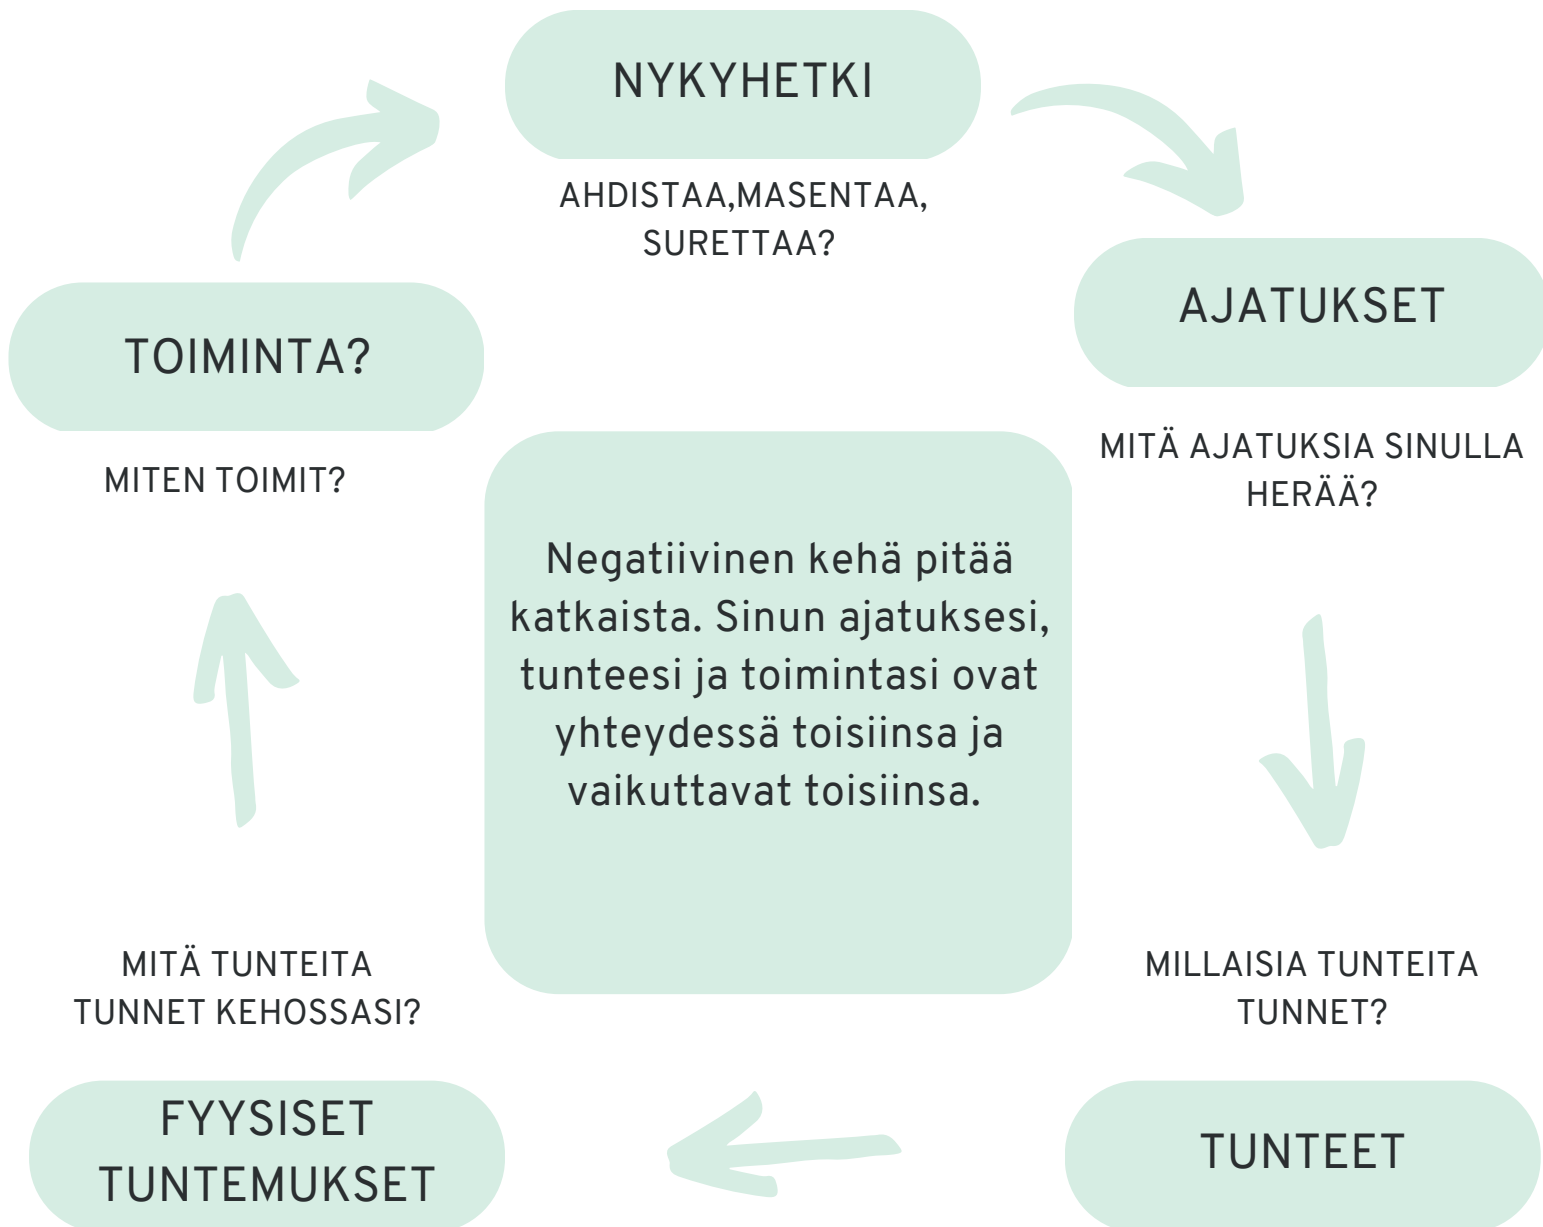 NYKYHETKI
AHDISTAA,MASENTAA,
SURETTAA?
AJATUKSET
MITÄ AJATUKSIA SINULLA
HERÄÄ?
TOIMINTA?
MITEN TOIMIT?
Negatiivinen kehä pitää
katkaista. Sinun ajatuksesi,
tunteesi ja toimintasi ovat
yhteydessä toisiinsa ja
vaikuttavat toisiinsa.
MILLAISIA TUNTEITA
TUNNET?
TUNTEET
MITÄ TUNTEITA
TUNNET KEHOSSASI?
FYYSISET
TUNTEMUKSET